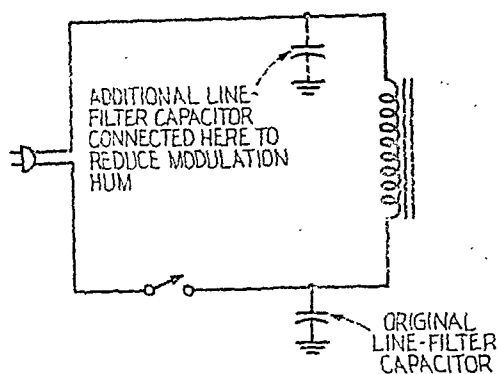 ADDITIONAL LINE-
FILTER CAPACITOR
CONNECTED HERE TO
REDUCE MODULATION
HUM
ORIGINAL
LINE-FILTER
CAPACITOR